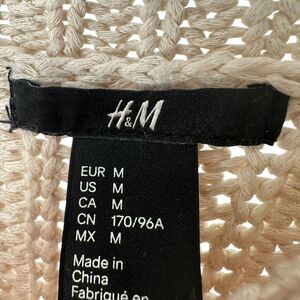 H&M
EUR M
US M
CA M
CN 170/96A
MX M
Made in
China
Fabriqué en